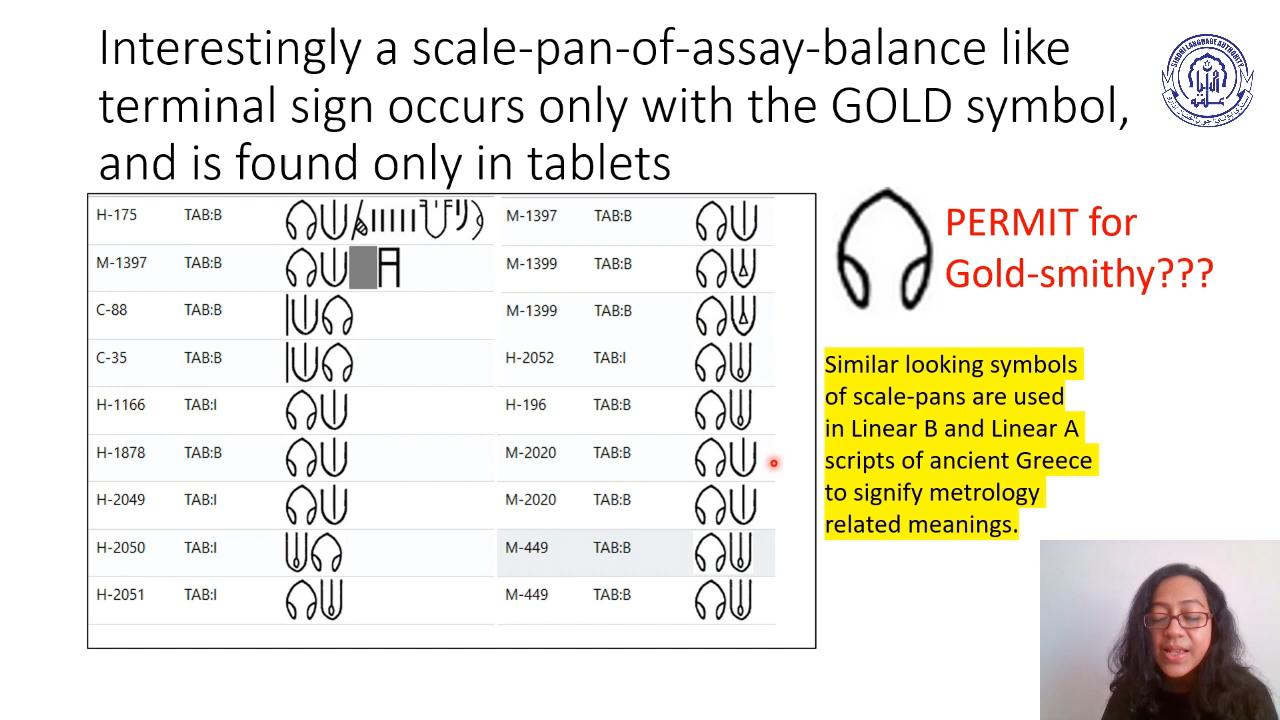 Interestingly a scale-pan-of-assay-balance like
terminal sign occurs only with the GOLD symbol,
and is found only in tablets
SINDHI LANGUAGE AUTHORITY
H-175 TAB:B
M-1397 TAB:B
C-88 TAB:B
C-35 TAB:B
H-1166 TAB:I
H-1878 TAB:B
H-2049 TAB:I
H-2050 TAB:I
H-2051 TAB:I
M-1397 TAB:B
M-1399 TAB:B
M-1399 TAB:B
H-2052 TAB:I
H-196 TAB:B
M-2020 TAB:B
M-2020 TAB:B
M-449 TAB:B
M-449 TAB:B
PERMIT for
Gold-smithy???
Similar looking symbols
of scale-pans are used
in Linear B and Linear A
scripts of ancient Greece
to signify metrology
related meanings.